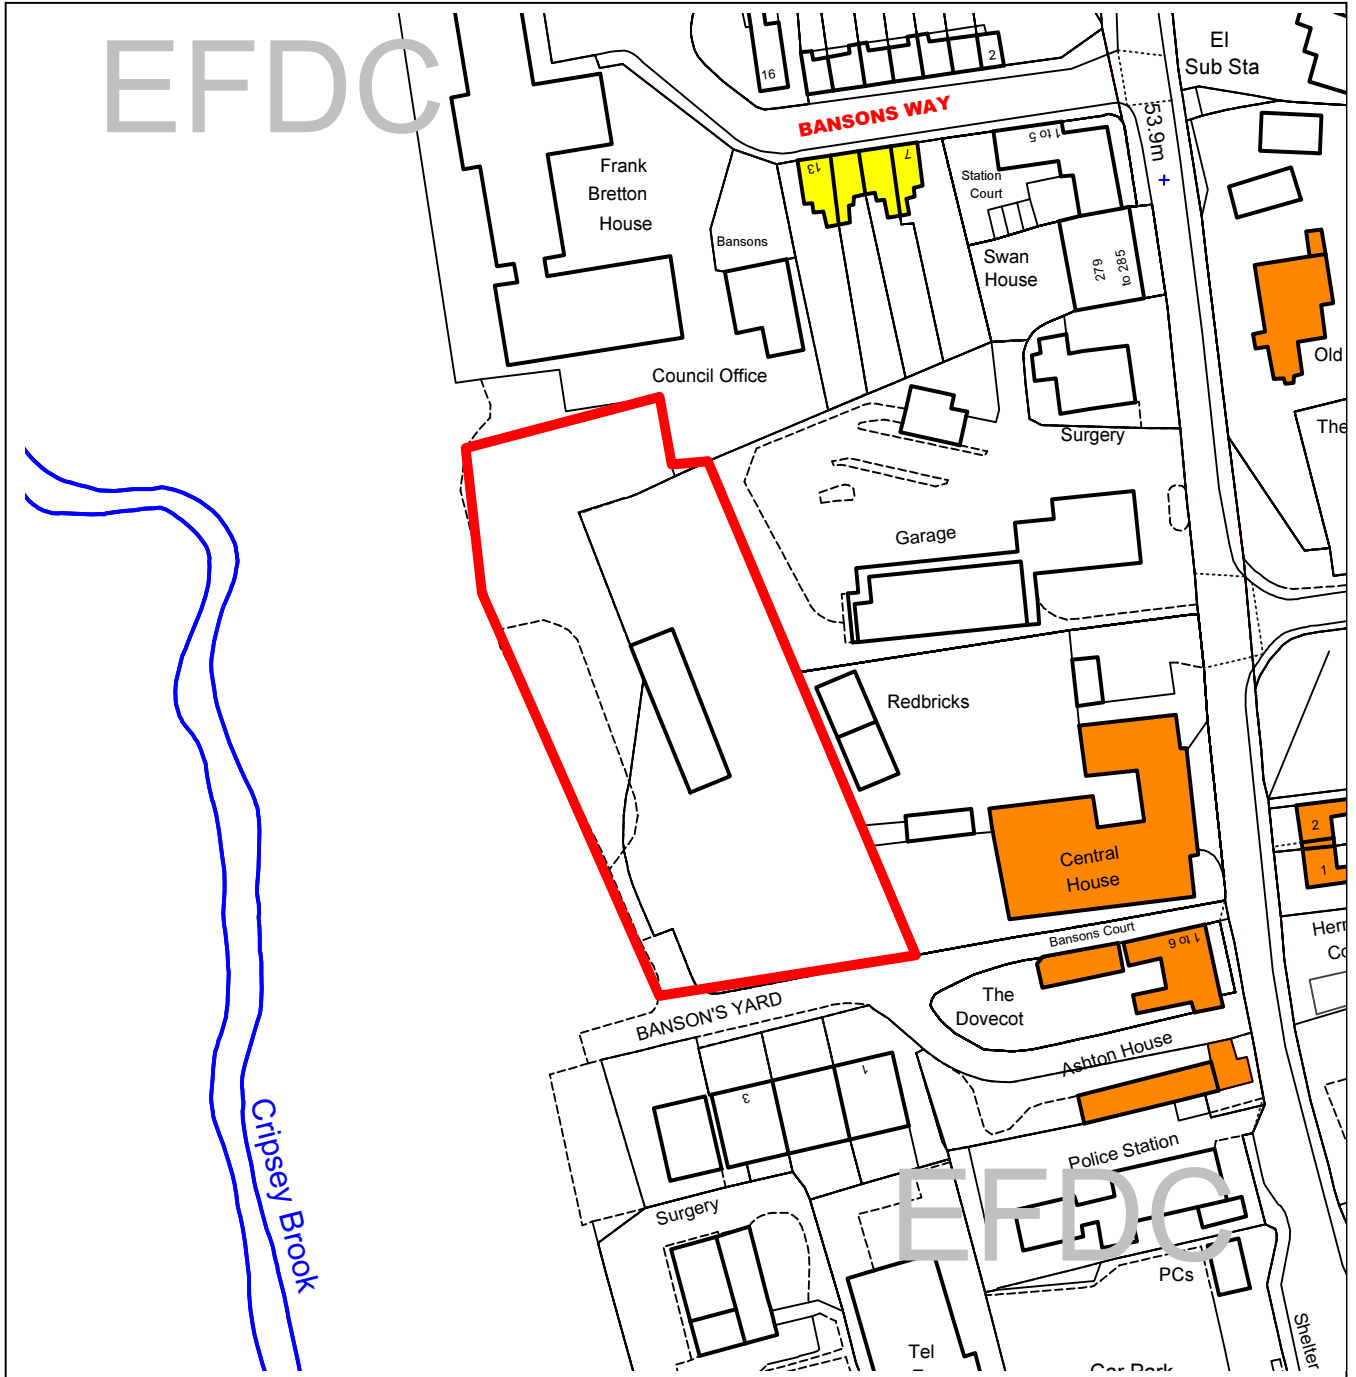 EFDC
El
Sub Sta
16
2
BANSONS WAY
53.9m
1 to 5
13
7
Frank
Bretton
House
Station
Court
Bansons
Swan
House
279
to 285
Old
Council Office
The
Surgery
Garage
Redbricks
Central
House
2
1
Bansons Court
1 to 6
Herr
The
Dovecot
BANSON'S YARD
Ashton House
1
3
Cripsey Brook
Police Station
EFDC
Surgery
PCs
Shelter
Tel
Car Park